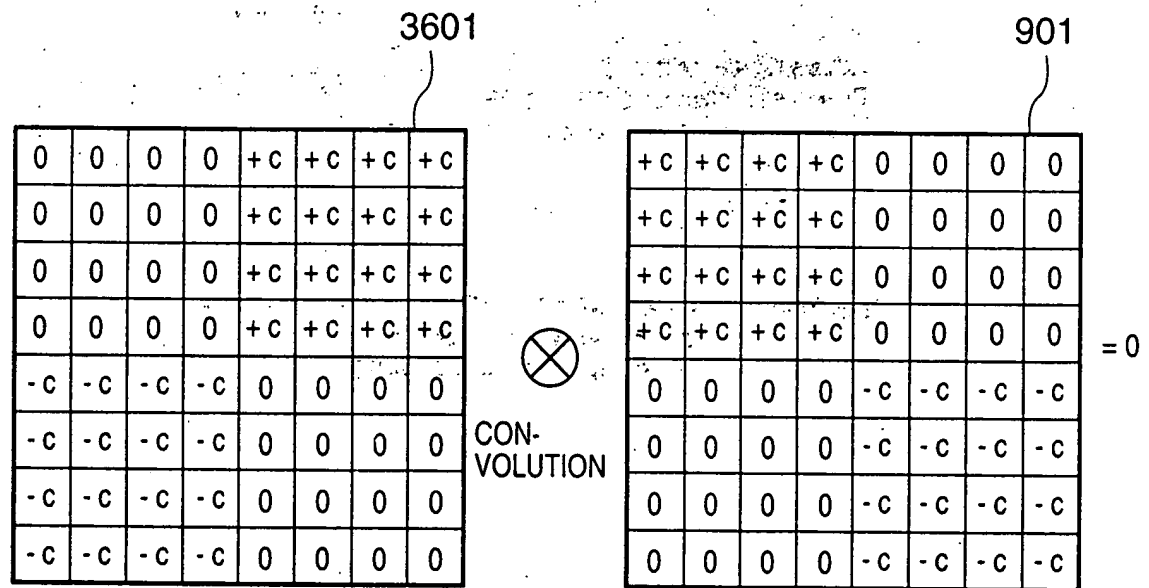 3601 901
0 0 0 0 +C +C +C +C +C +C +C +C 0 0 0 0
0 0 0 0 +C +C +C +C +C +C +C +C 0 0 0 0
0 0 0 0 +C +C +C +C +C +C +C +C 0 0 0 0
0 0 0 0 +C +C +C +C +C +C +C +C 0 0 0 0
= 0
-C -C -C -C 0 0 0 0 0 0 0 0 -C -C -C -C
-C -C -C -C 0 0 0 0 0 0 0 0 -C -C -C -C
CON-
VOLUTION
-C -C -C -C 0 0 0 0 0 0 0 0 -C -C -C -C
-C -C -C -C 0 0 0 0 0 0 0 0 -C -C -C -C